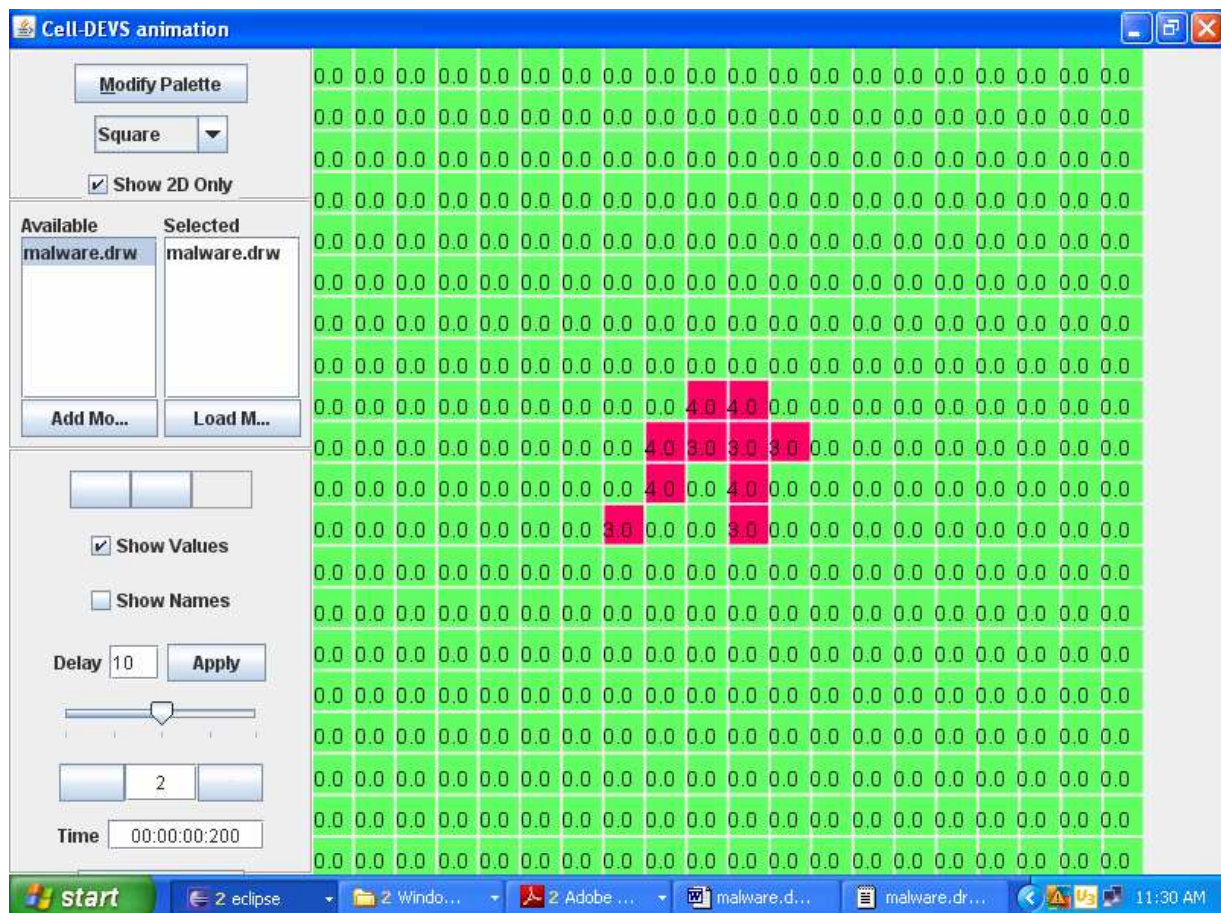 Cell-DEVS animation
Modify Palette
Square
Show 2D Only
Available Selected
malware.drw malware.drw
Add Mo... Load M...
Show Values
Show Names
Delay 10 Apply
2
Time 00:00:00:200
0.0 0.0 0.0 0.0 0.0 0.0 0.0 0.0 0.0 0.0 0.0 0.0 0.0 0.0 0.0 0.0 0.0 0.0 0.0 0.0
0.0 0.0 0.0 0.0 0.0 0.0 0.0 0.0 0.0 0.0 0.0 0.0 0.0 0.0 0.0 0.0 0.0 0.0 0.0 0.0
0.0 0.0 0.0 0.0 0.0 0.0 0.0 0.0 0.0 0.0 0.0 0.0 0.0 0.0 0.0 0.0 0.0 0.0 0.0 0.0
0.0 0.0 0.0 0.0 0.0 0.0 0.0 0.0 0.0 0.0 0.0 0.0 0.0 0.0 0.0 0.0 0.0 0.0 0.0 0.0
0.0 0.0 0.0 0.0 0.0 0.0 0.0 0.0 0.0 0.0 0.0 0.0 0.0 0.0 0.0 0.0 0.0 0.0 0.0 0.0
0.0 0.0 0.0 0.0 0.0 0.0 0.0 0.0 0.0 0.0 0.0 0.0 0.0 0.0 0.0 0.0 0.0 0.0 0.0 0.0
0.0 0.0 0.0 0.0 0.0 0.0 0.0 0.0 0.0 0.0 0.0 0.0 0.0 0.0 0.0 0.0 0.0 0.0 0.0 0.0
0.0 0.0 0.0 0.0 0.0 0.0 0.0 0.0 0.0 0.0 0.0 0.0 0.0 0.0 0.0 0.0 0.0 0.0 0.0 0.0
0.0 0.0 0.0 0.0 0.0 0.0 0.0 0.0 0.0 4.0 4.0 0.0 0.0 0.0 0.0 0.0 0.0 0.0 0.0 0.0
0.0 0.0 0.0 0.0 0.0 0.0 0.0 0.0 4.0 3.0 3.0 3.0 0.0 0.0 0.0 0.0 0.0 0.0 0.0 0.0
0.0 0.0 0.0 0.0 0.0 0.0 0.0 0.0 4.0 0.0 4.0 0.0 0.0 0.0 0.0 0.0 0.0 0.0 0.0 0.0
0.0 0.0 0.0 0.0 0.0 0.0 0.0 3.0 0.0 0.0 3.0 0.0 0.0 0.0 0.0 0.0 0.0 0.0 0.0 0.0
0.0 0.0 0.0 0.0 0.0 0.0 0.0 0.0 0.0 0.0 0.0 0.0 0.0 0.0 0.0 0.0 0.0 0.0 0.0 0.0
0.0 0.0 0.0 0.0 0.0 0.0 0.0 0.0 0.0 0.0 0.0 0.0 0.0 0.0 0.0 0.0 0.0 0.0 0.0 0.0
0.0 0.0 0.0 0.0 0.0 0.0 0.0 0.0 0.0 0.0 0.0 0.0 0.0 0.0 0.0 0.0 0.0 0.0 0.0 0.0
0.0 0.0 0.0 0.0 0.0 0.0 0.0 0.0 0.0 0.0 0.0 0.0 0.0 0.0 0.0 0.0 0.0 0.0 0.0 0.0
0.0 0.0 0.0 0.0 0.0 0.0 0.0 0.0 0.0 0.0 0.0 0.0 0.0 0.0 0.0 0.0 0.0 0.0 0.0 0.0
0.0 0.0 0.0 0.0 0.0 0.0 0.0 0.0 0.0 0.0 0.0 0.0 0.0 0.0 0.0 0.0 0.0 0.0 0.0 0.0
0.0 0.0 0.0 0.0 0.0 0.0 0.0 0.0 0.0 0.0 0.0 0.0 0.0 0.0 0.0 0.0 0.0 0.0 0.0 0.0
0.0 0.0 0.0 0.0 0.0 0.0 0.0 0.0 0.0 0.0 0.0 0.0 0.0 0.0 0.0 0.0 0.0 0.0 0.0 0.0
start 2 eclipse 2 Windo... 2 Adobe ... malware.d... malware.dr... U3 11:30 AM